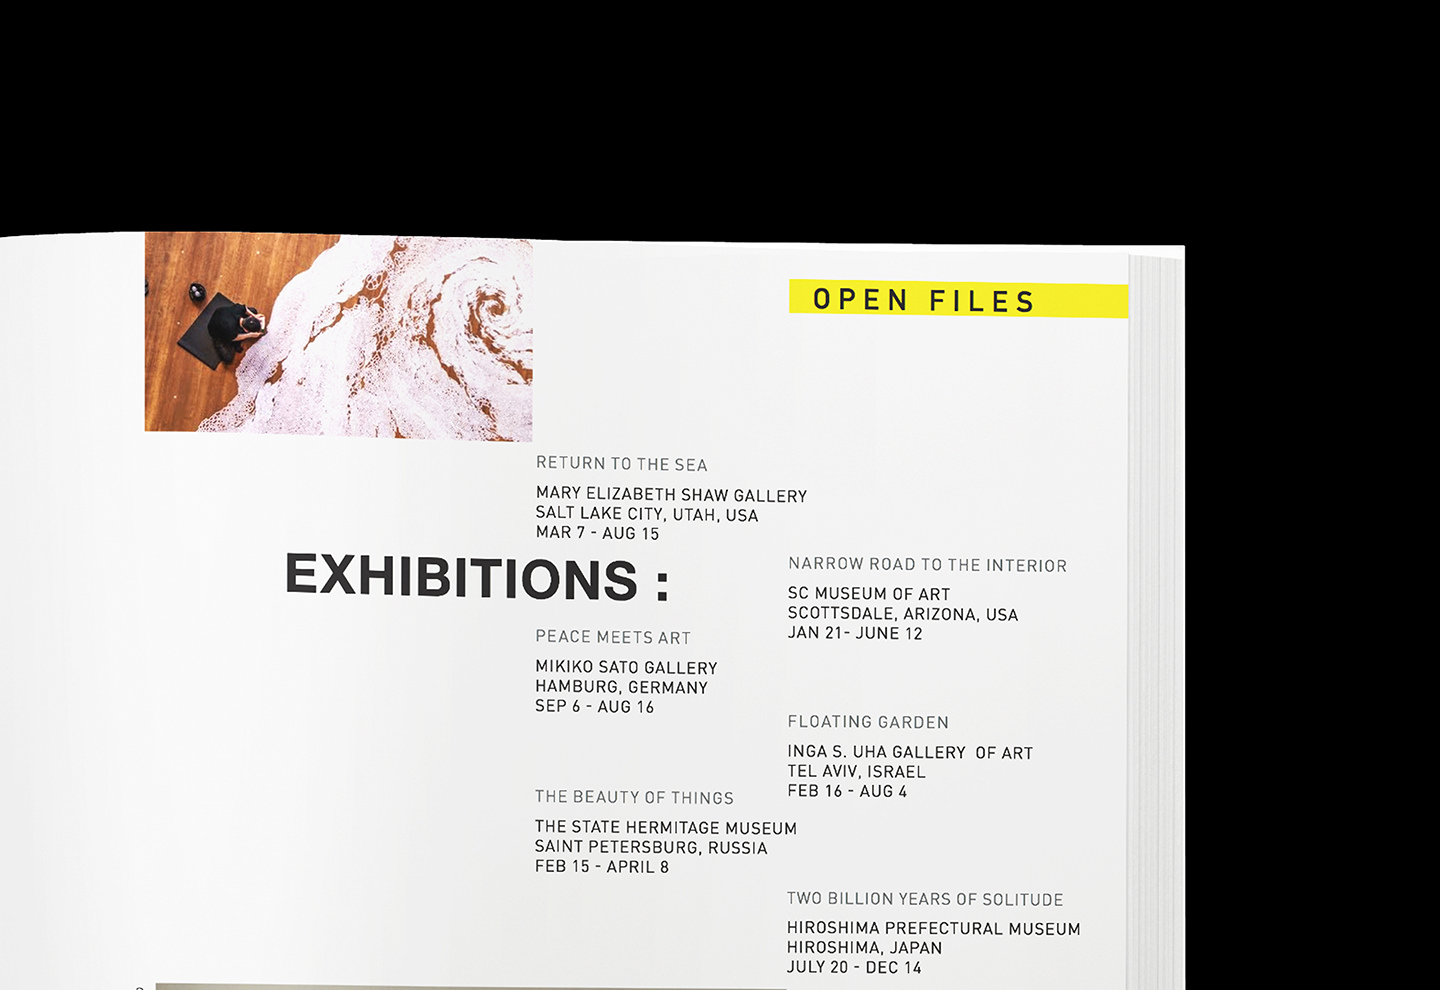 OPEN FILES
RETURN TO THE SEA
MARY ELIZABETH SHAW GALLERY
SALT LAKE CITY, UTAH, USA
MAR 7 - AUG 15
EXHIBITIONS :
PEACE MEETS ART
MIKIKO SATO GALLERY
HAMBURG, GERMANY
SEP 6 - AUG 16
THE BEAUTY OF THINGS
THE STATE HERMITAGE MUSEUM
SAINT PETERSBURG, RUSSIA
FEB 15 - APRIL 8
NARROW ROAD TO THE INTERIOR
SC MUSEUM OF ART
SCOTTSDALE, ARIZONA, USA
JAN 21- JUNE 12
FLOATING GARDEN
INGA S. UHA GALLERY  OF ART
TEL AVIV, ISRAEL
FEB 16 - AUG 4
TWO BILLION YEARS OF SOLITUDE
HIROSHIMA PREFECTURAL MUSEUM
HIROSHIMA, JAPAN
JULY 20 - DEC 14